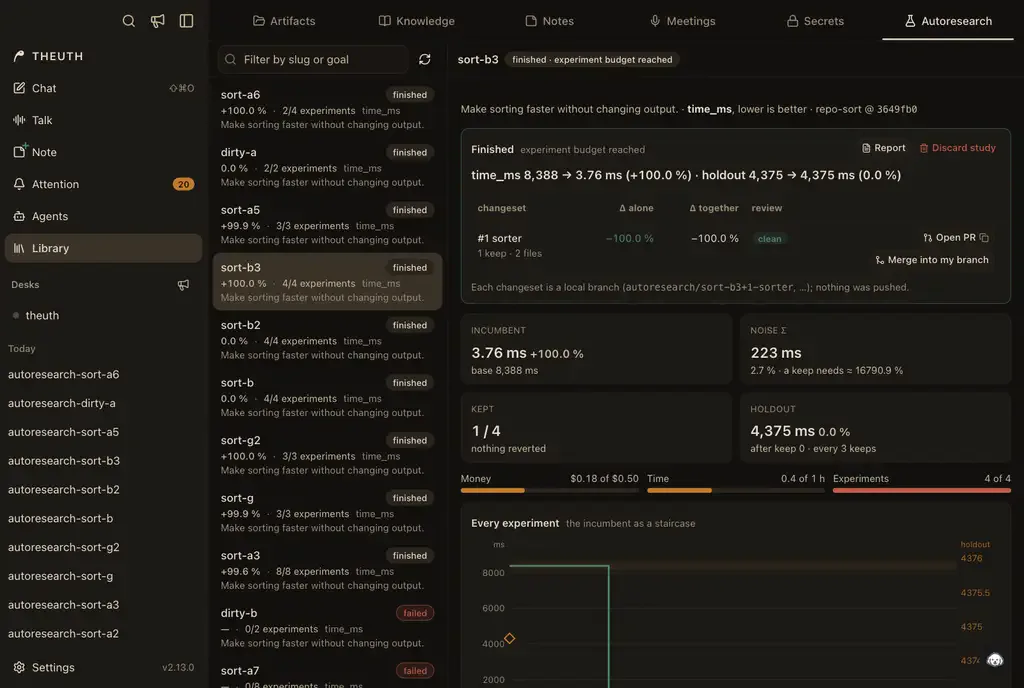 THEUTH
Chat
⇧⌘O
Talk
Note
Attention
20
Agents
Library
Desks
theuth
Today
autoresearch-sort-a6
autoresearch-dirty-a
autoresearch-sort-a5
autoresearch-sort-b3
autoresearch-sort-b2
autoresearch-sort-b
autoresearch-sort-g2
autoresearch-sort-g
autoresearch-sort-a3
autoresearch-sort-a2
Settings
v2.13.0
Artifacts
Knowledge
Notes
Meetings
Secrets
Autoresearch
Filter by slug or goal
sort-a6
finished
+100.0 % · 2/4 experiments time_ms
Make sorting faster without changing output.
dirty-a
finished
0.0 % · 2/2 experiments time_ms
Make sorting faster without changing output.
sort-a5
finished
+99.9 % · 3/3 experiments time_ms
Make sorting faster without changing output.
sort-b3
finished
+100.0 % · 4/4 experiments time_ms
Make sorting faster without changing output.
sort-b2
finished
0.0 % · 4/4 experiments time_ms
Make sorting faster without changing output.
sort-b
finished
0.0 % · 4/4 experiments time_ms
Make sorting faster without changing output.
sort-g2
finished
+100.0 % · 3/3 experiments time_ms
Make sorting faster without changing output.
sort-g
finished
+99.9 % · 3/3 experiments time_ms
Make sorting faster without changing output.
sort-a3
finished
+99.6 % · 8/8 experiments time_ms
Make sorting faster without changing output.
dirty-b
failed
— · 0/2 experiments time_ms
Make sorting faster without changing output.
sort-a7
failed
— · 0/8 experiments time_ms
sort-b3
finished · experiment budget reached
Make sorting faster without changing output. · time_ms, lower is better · repo-sort @ 3649fb0
Finished experiment budget reached
Report
Discard study
time_ms 8,388 → 3.76 ms (+100.0 %) · holdout 4,375 → 4,375 ms (0.0 %)
changeset
Δ alone
Δ together
review
#1 sorter
−100.0 %
−100.0 %
clean
Open PR
1 keep · 2 files
Merge into my branch
Each changeset is a local branch (autoresearch/sort-b3+1-sorter, …); nothing was pushed.
INCUMBENT
3.76 ms +100.0 %
base 8,388 ms
NOISE Σ
223 ms
2.7 % · a keep needs ≈ 16790.9 %
KEPT
1 / 4
nothing reverted
HOLDOUT
4,375 ms 0.0 %
after keep 0 · every 3 keeps
Money
$0.18 of $0.50
Time
0.4 of 1 h
Experiments
4 of 4
Every experiment the incumbent as a staircase
ms
holdout
8000
6000
4000
2000
4376
4375.5
4375